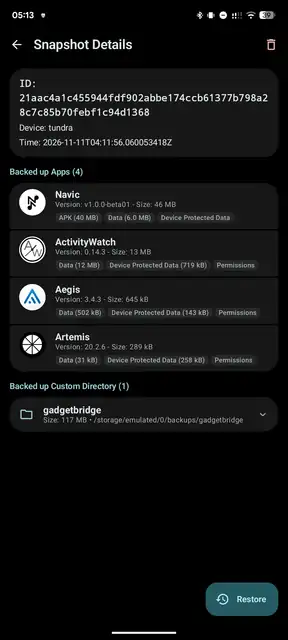 05:13
39
Snapshot Details
ID:
21aac4a1c455944fdf902abbe174ccb61377b798a2
8c7c85b70febf1c94d1368
Device: tundra
Time: 2026-11-11T04:11:56.060053418Z
Backed up Apps (4)
Navic
Version: v1.0.0-beta01 - Size: 46 MB
APK (40 MB) Data (6.0 MB) Device Protected Data
AW
ActivityWatch
Version: 0.14.3 - Size: 13 MB
Data (12 MB) Device Protected Data (719 kB) Permissions
Aegis
Version: 3.4.3 - Size: 645 kB
Data (502 kB) Device Protected Data (143 kB) Permissions
Artemis
Version: 20.2.6 - Size: 289 kB
Data (31 kB) Device Protected Data (258 kB) Permissions
Backed up Custom Directory (1)
gadgetbridge
Size: 117 MB • /storage/emulated/0/backups/gadgetbridge
Restore